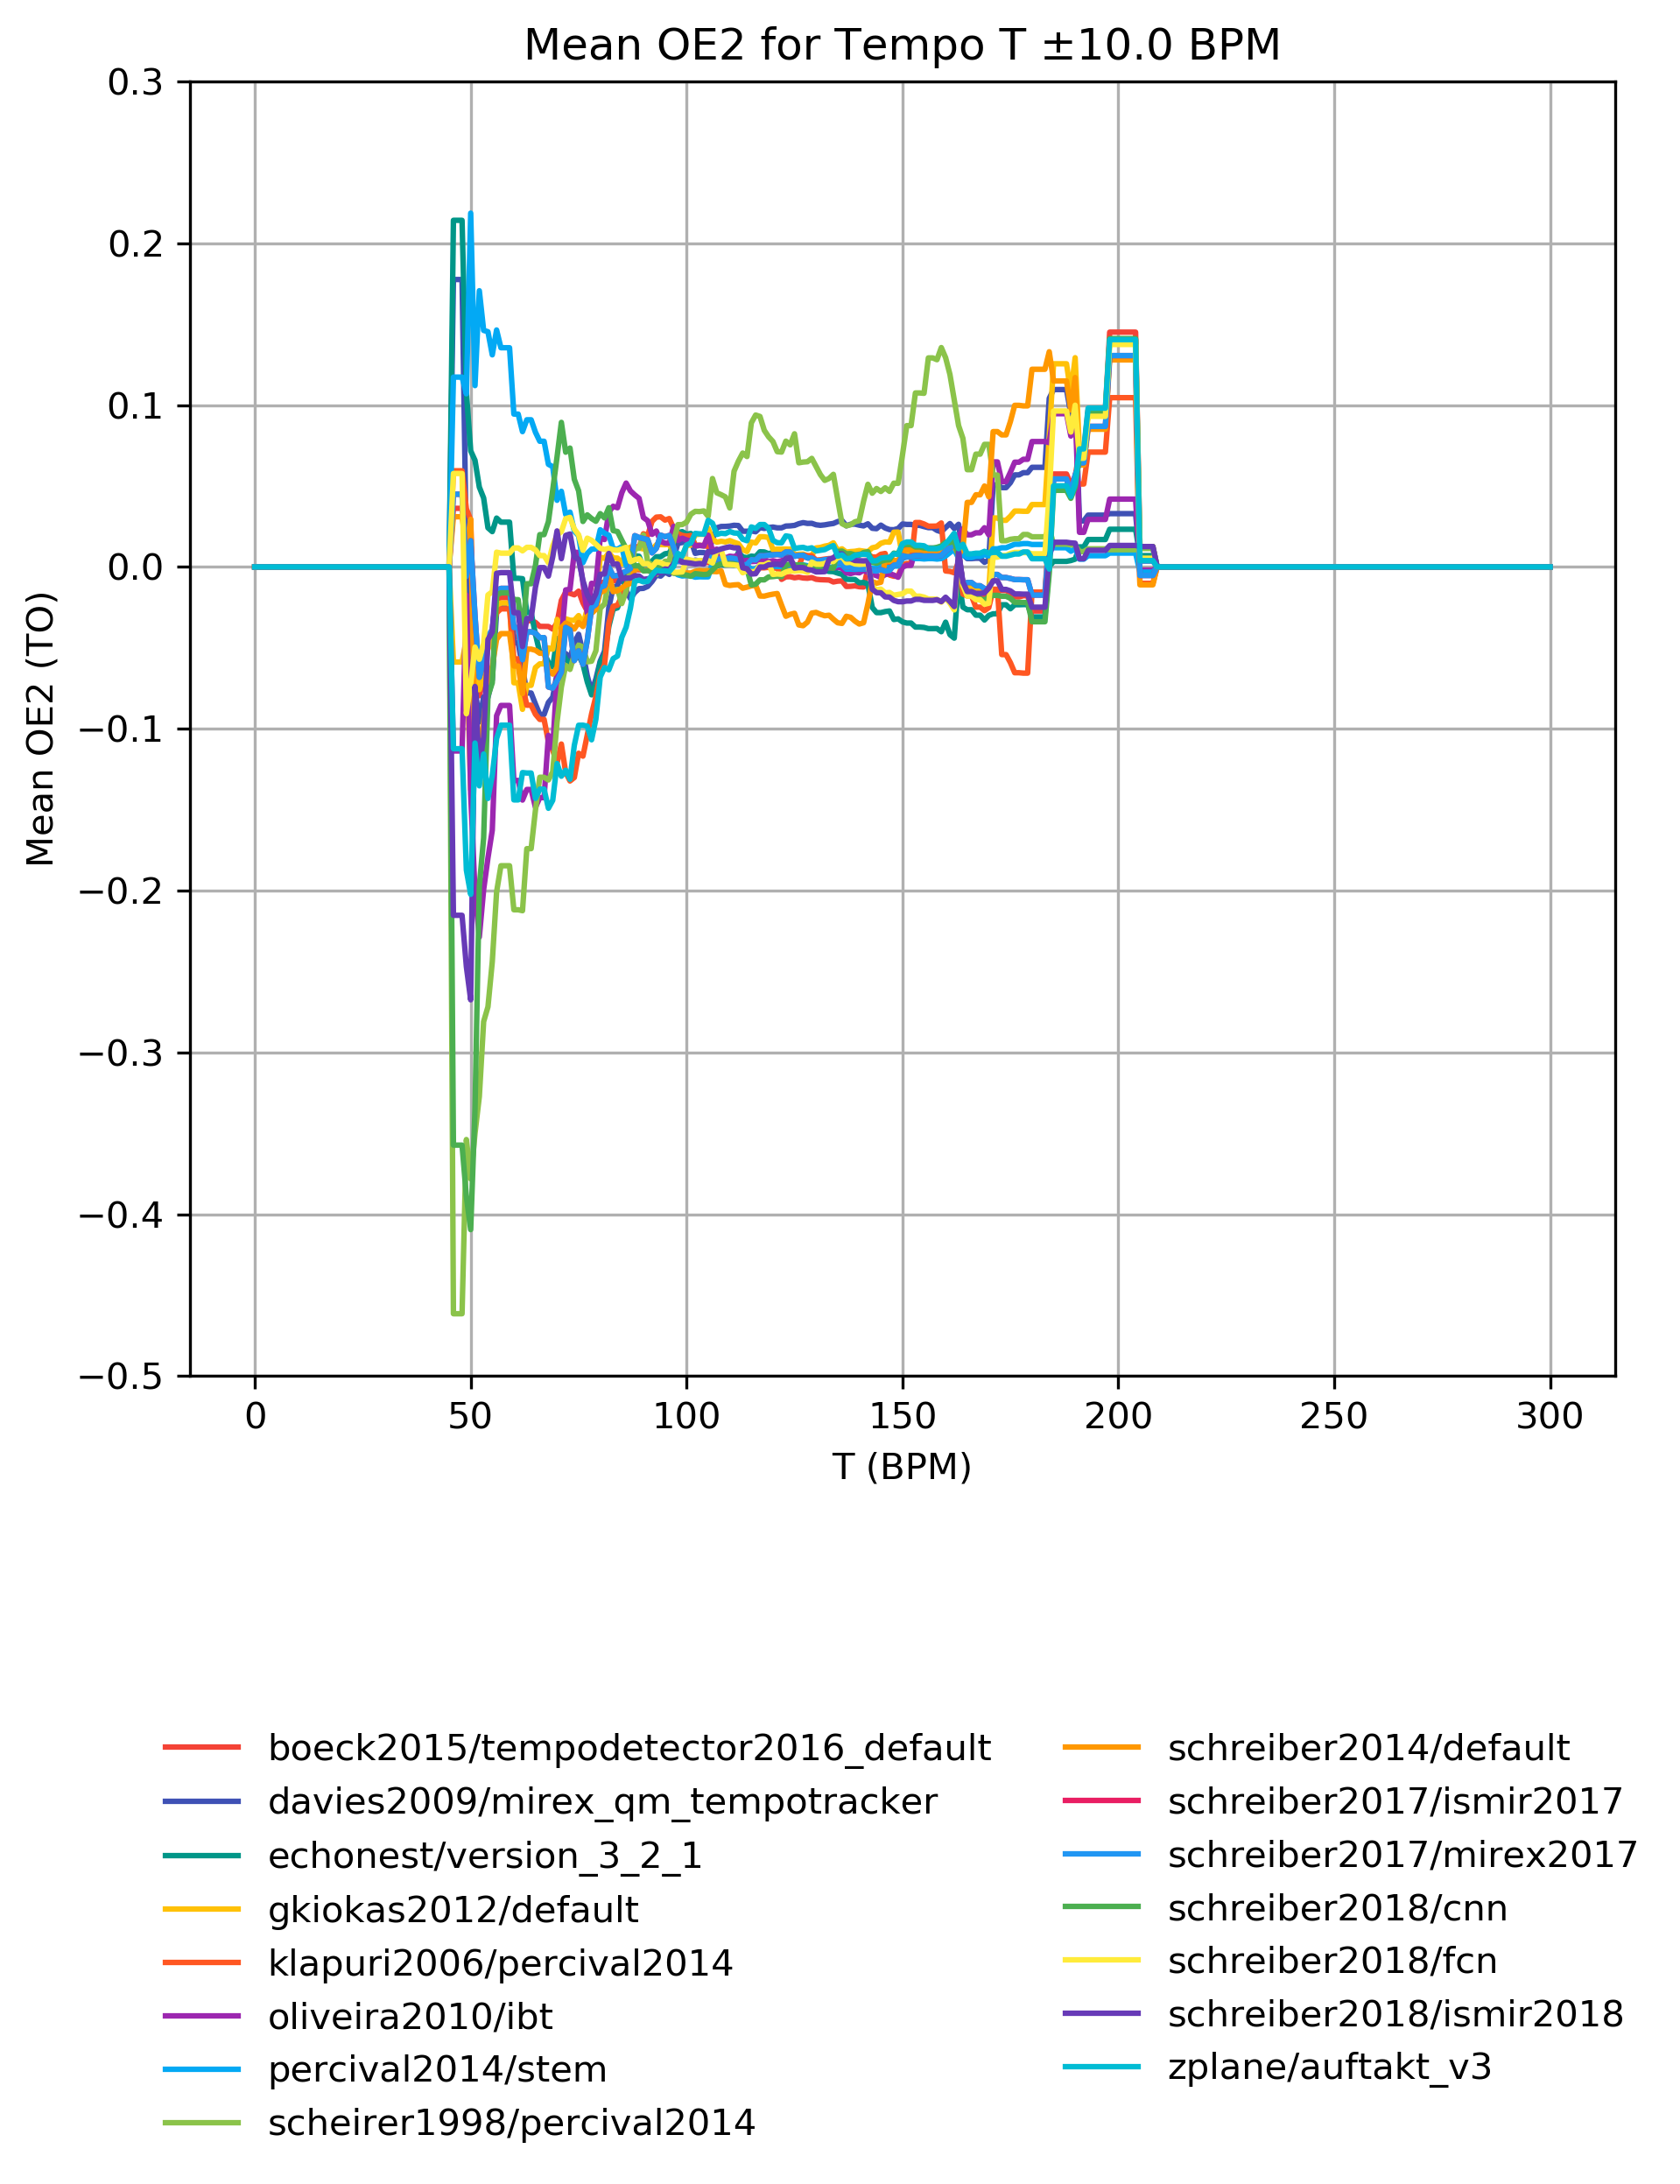 Mean OE2 for Tempo T ±10.0 BPM
0.3
0.2
0.1
0.0
−0.1
−0.2
−0.3
−0.4
−0.5
Mean OE2 (TO)
0 50 100 150 200 250 300
T (BPM)
boeck2015/tempodetector2016_default
davies2009/mirex_qm_tempotracker
echonest/version_3_2_1
gkiokas2012/default
klapuri2006/percival2014
oliveira2010/ibt
percival2014/stem
scheirer1998/percival2014
schreiber2014/default
schreiber2017/ismir2017
schreiber2017/mirex2017
schreiber2018/cnn
schreiber2018/fcn
schreiber2018/ismir2018
zplane/auftakt_v3